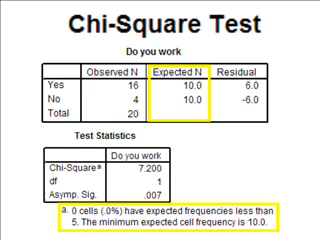 Chi-Square Test
Do you work
Observed N Expected N Residual
Yes 16 10.0 6.0
No 4 10.0 -6.0
Total 20
Test Statistics
Do you work
Chi-Square a 7.200
df 1
Asymp. Sig. .007
a. 0 cells (.0%) have expected frequencies less than
5. The minimum expected cell frequency is 10.0.